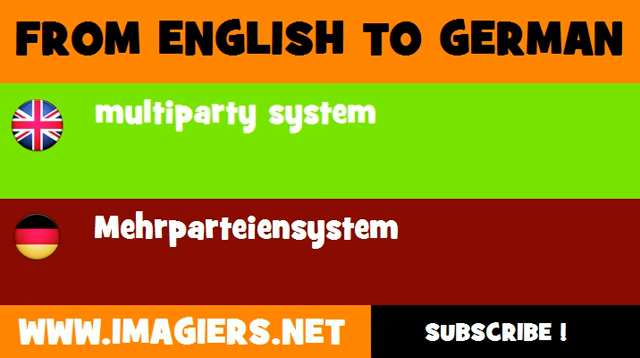 FROM ENGLISH TO GERMAN
multiparty system
Mehrparteiensystem
WWW.IMAGIERS.NET
SUBSCRIBE !